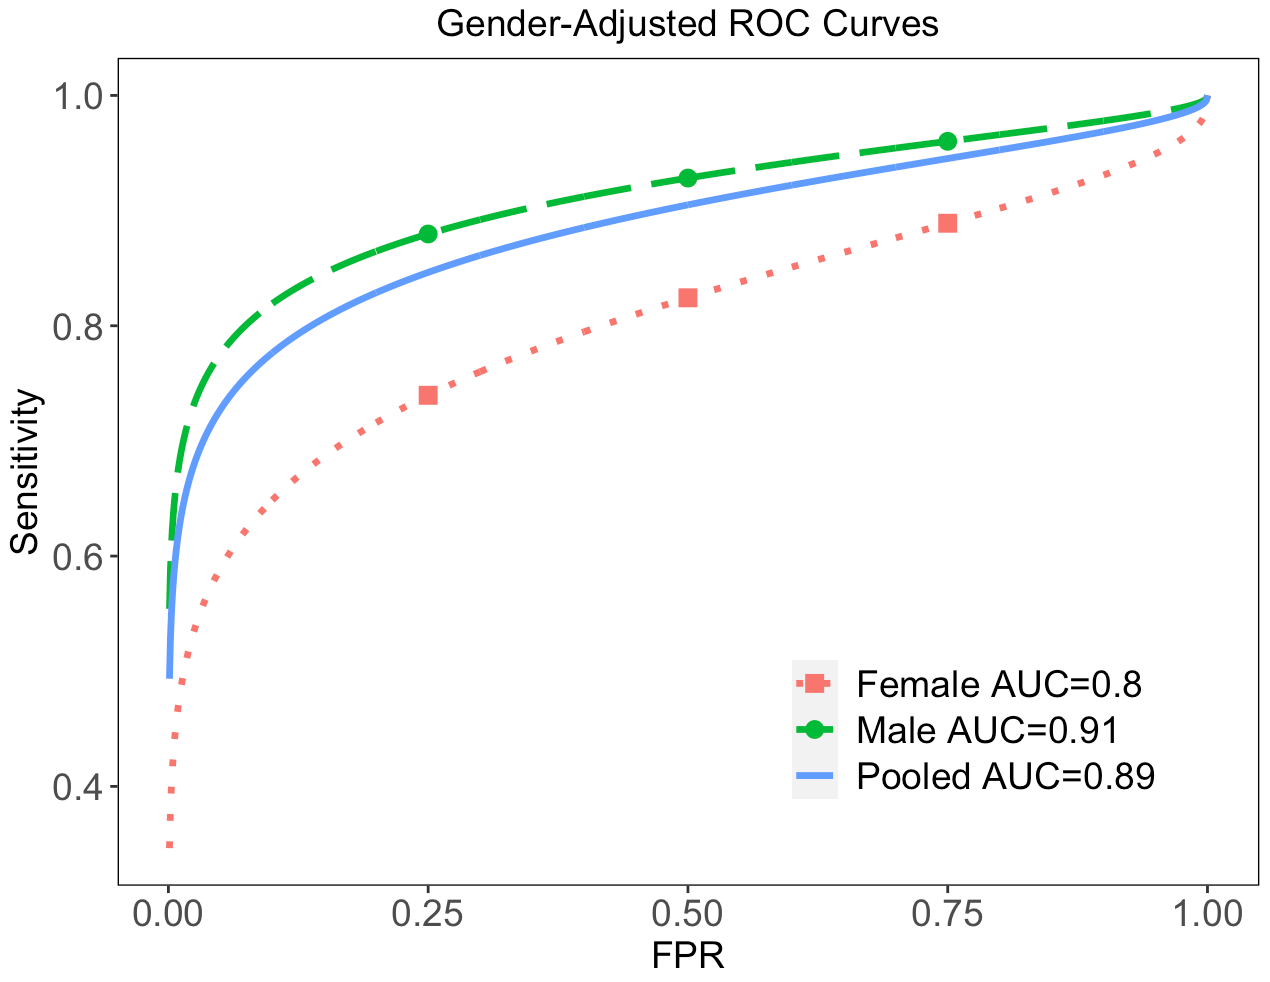 Gender-Adjusted ROC Curves
1.0
0.8
0.6
0.4
Sensitivity
Female AUC=0.8
Male AUC=0.91
Pooled AUC=0.89
0.00 0.25 0.50 0.75 1.00
FPR